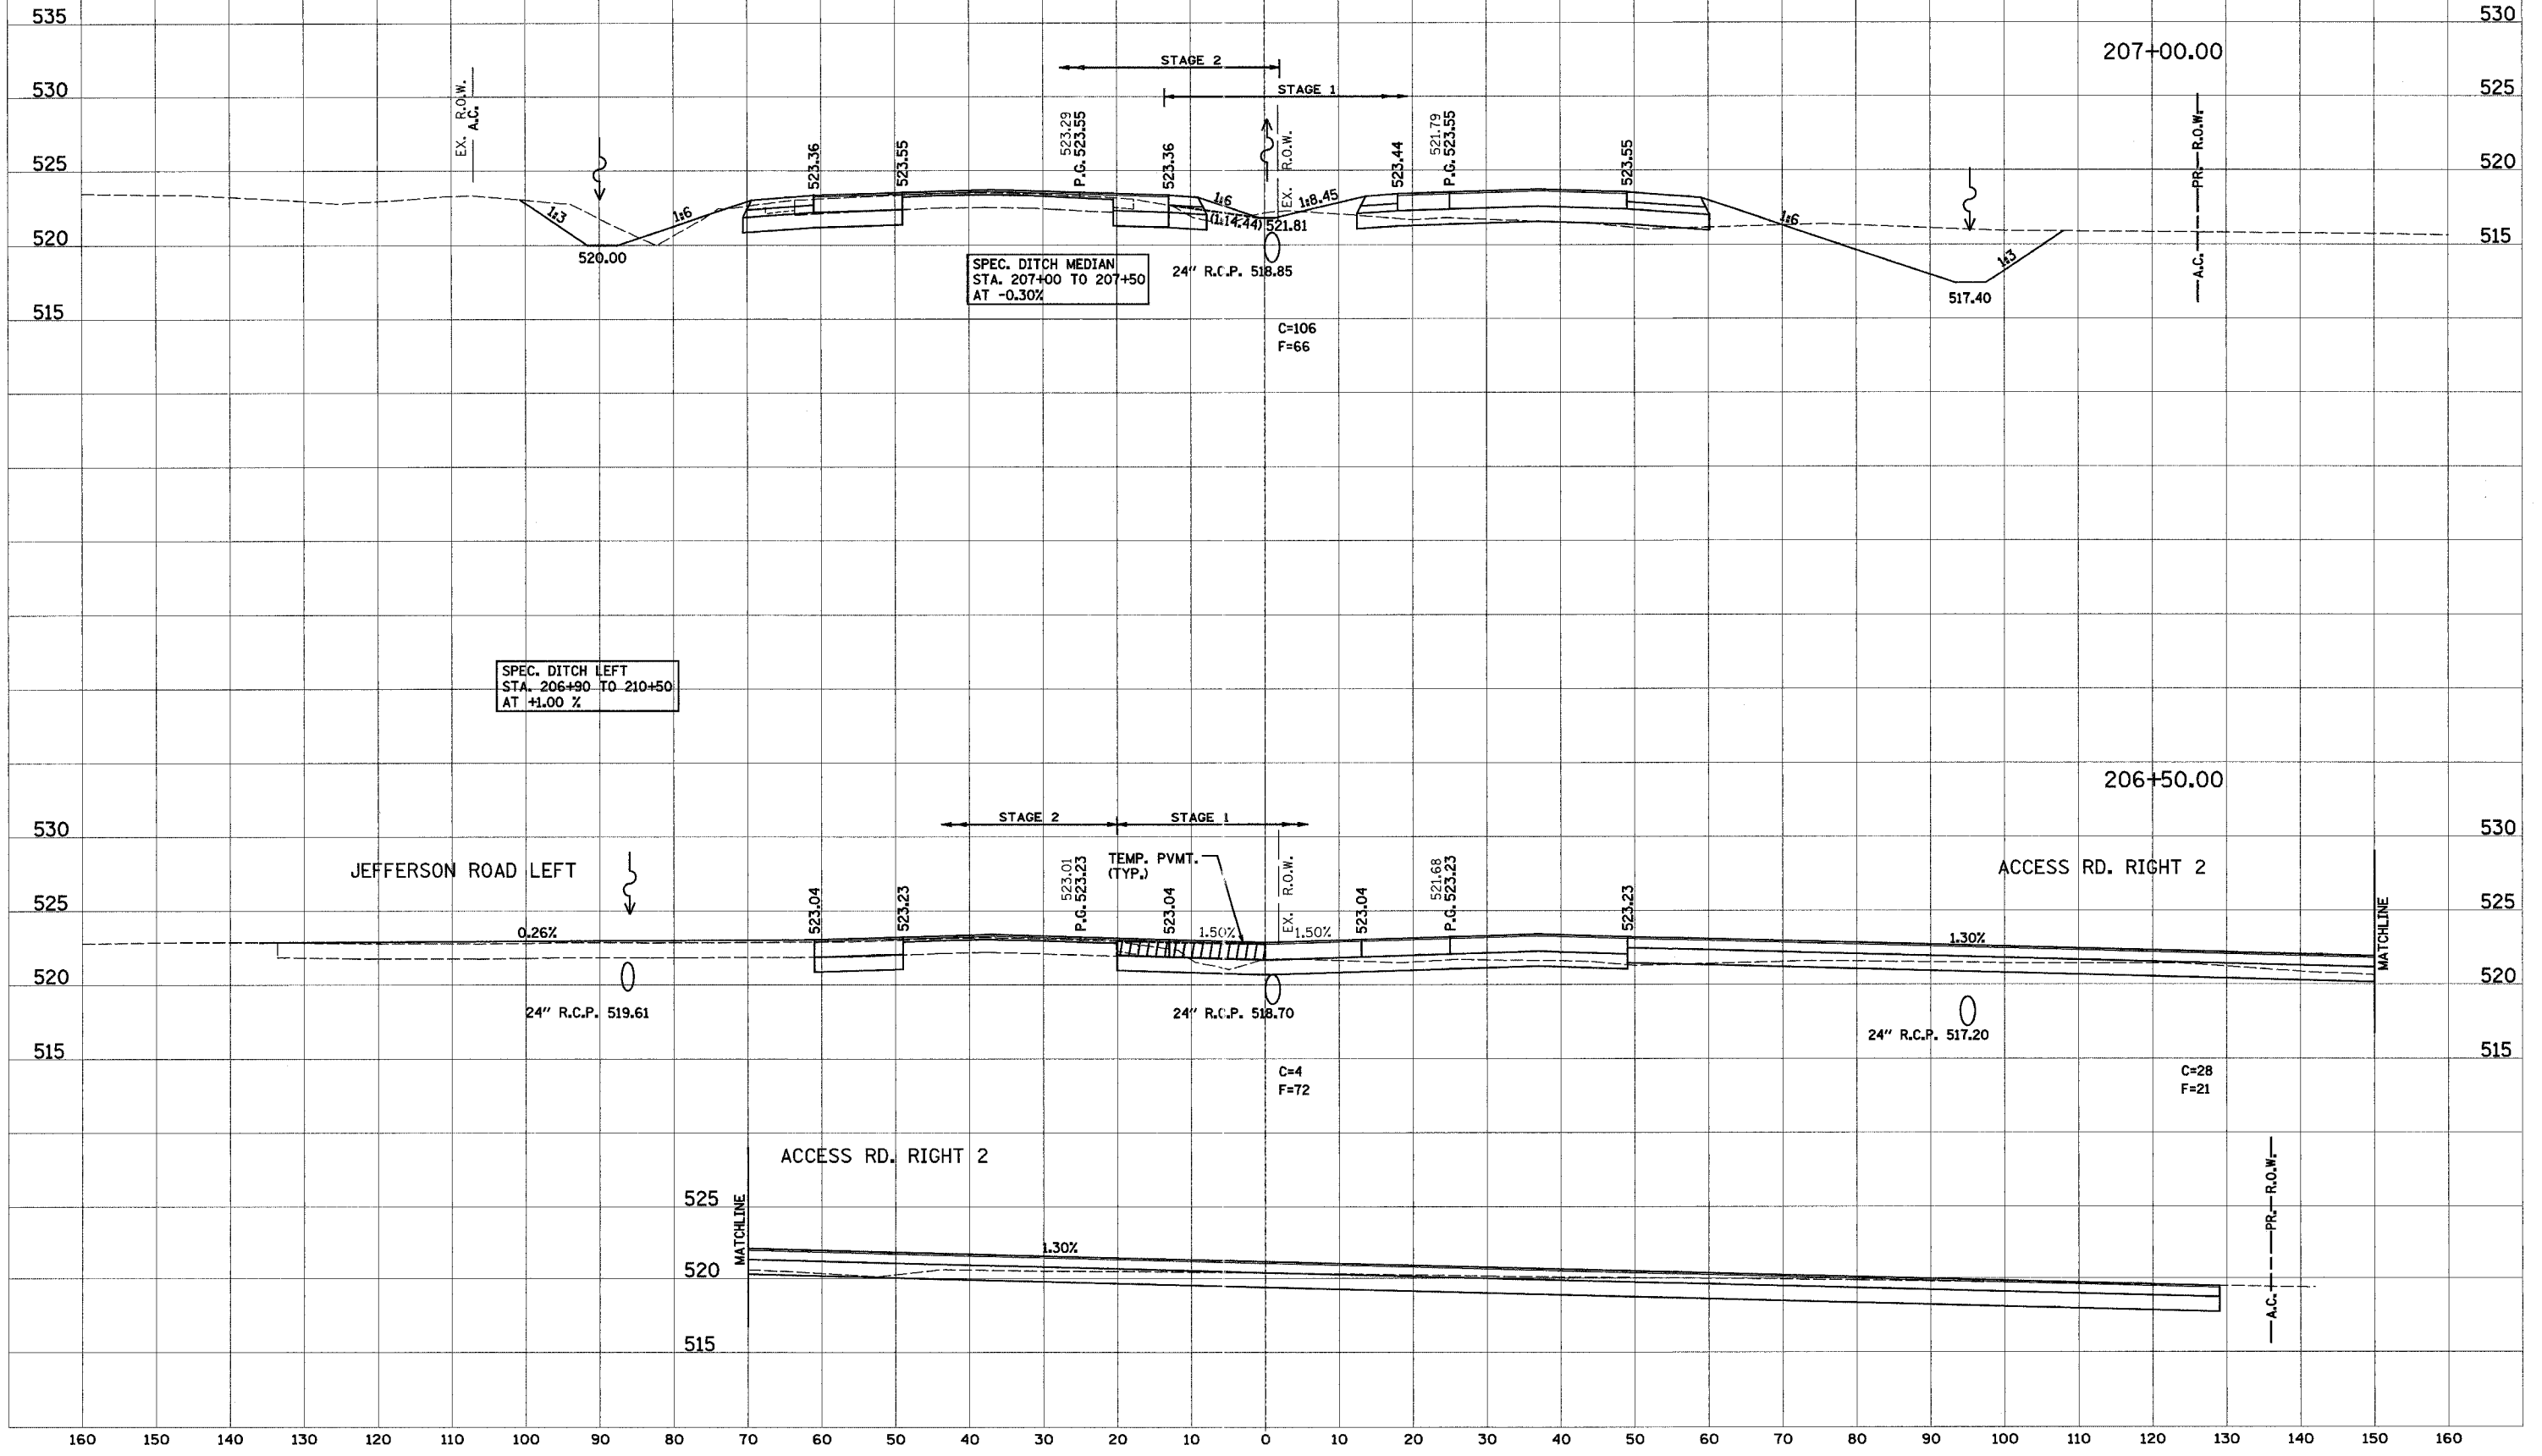 535
530
207+00.00
STAGE 2
530
525
STAGE 1
EX. R.O.W.
A.C.
523.36
523.55
523.29
P.G. 523.55
523.36
EX. R.O.W.
523.44
521.79
P.G. 523.55
523.55
A.C. PR. R.O.W.
525
520
1:3
1:6
1:6
(1:14.44)
521.81
1:8.45
1:6
1:3
520
515
520.00
SPEC. DITCH MEDIAN
STA. 207+00 TO 207+50
AT -0.30%
24" R.C.P. 518.85
517.40
515
C=106
F=66
SPEC. DITCH LEFT
STA. 206+90 TO 210+50
AT +1.00 %
206+50.00
STAGE 2
STAGE 1
530
530
JEFFERSON ROAD LEFT
523.04
523.23
523.01
P.G. 523.23
TEMP. PVMT.
(TYP.)
523.04
EX. R.O.W.
523.04
521.68
P.G. 523.23
523.23
ACCESS RD. RIGHT 2
MATCHLINE
525
525
0.26%
1.50%
1.50%
1.30%
520
520
24" R.C.P. 519.61
24" R.C.P. 518.70
24" R.C.P. 517.20
515
515
C=4
F=72
C=28
F=21
ACCESS RD. RIGHT 2
525
MATCHLINE
1.30%
A.C. PR. R.O.W.
520
515
160 150 140 130 120 110 100 90 80 70 60 50 40 30 20 10 0 10 20 30 40 50 60 70 80 90 100 110 120 130 140 150 160